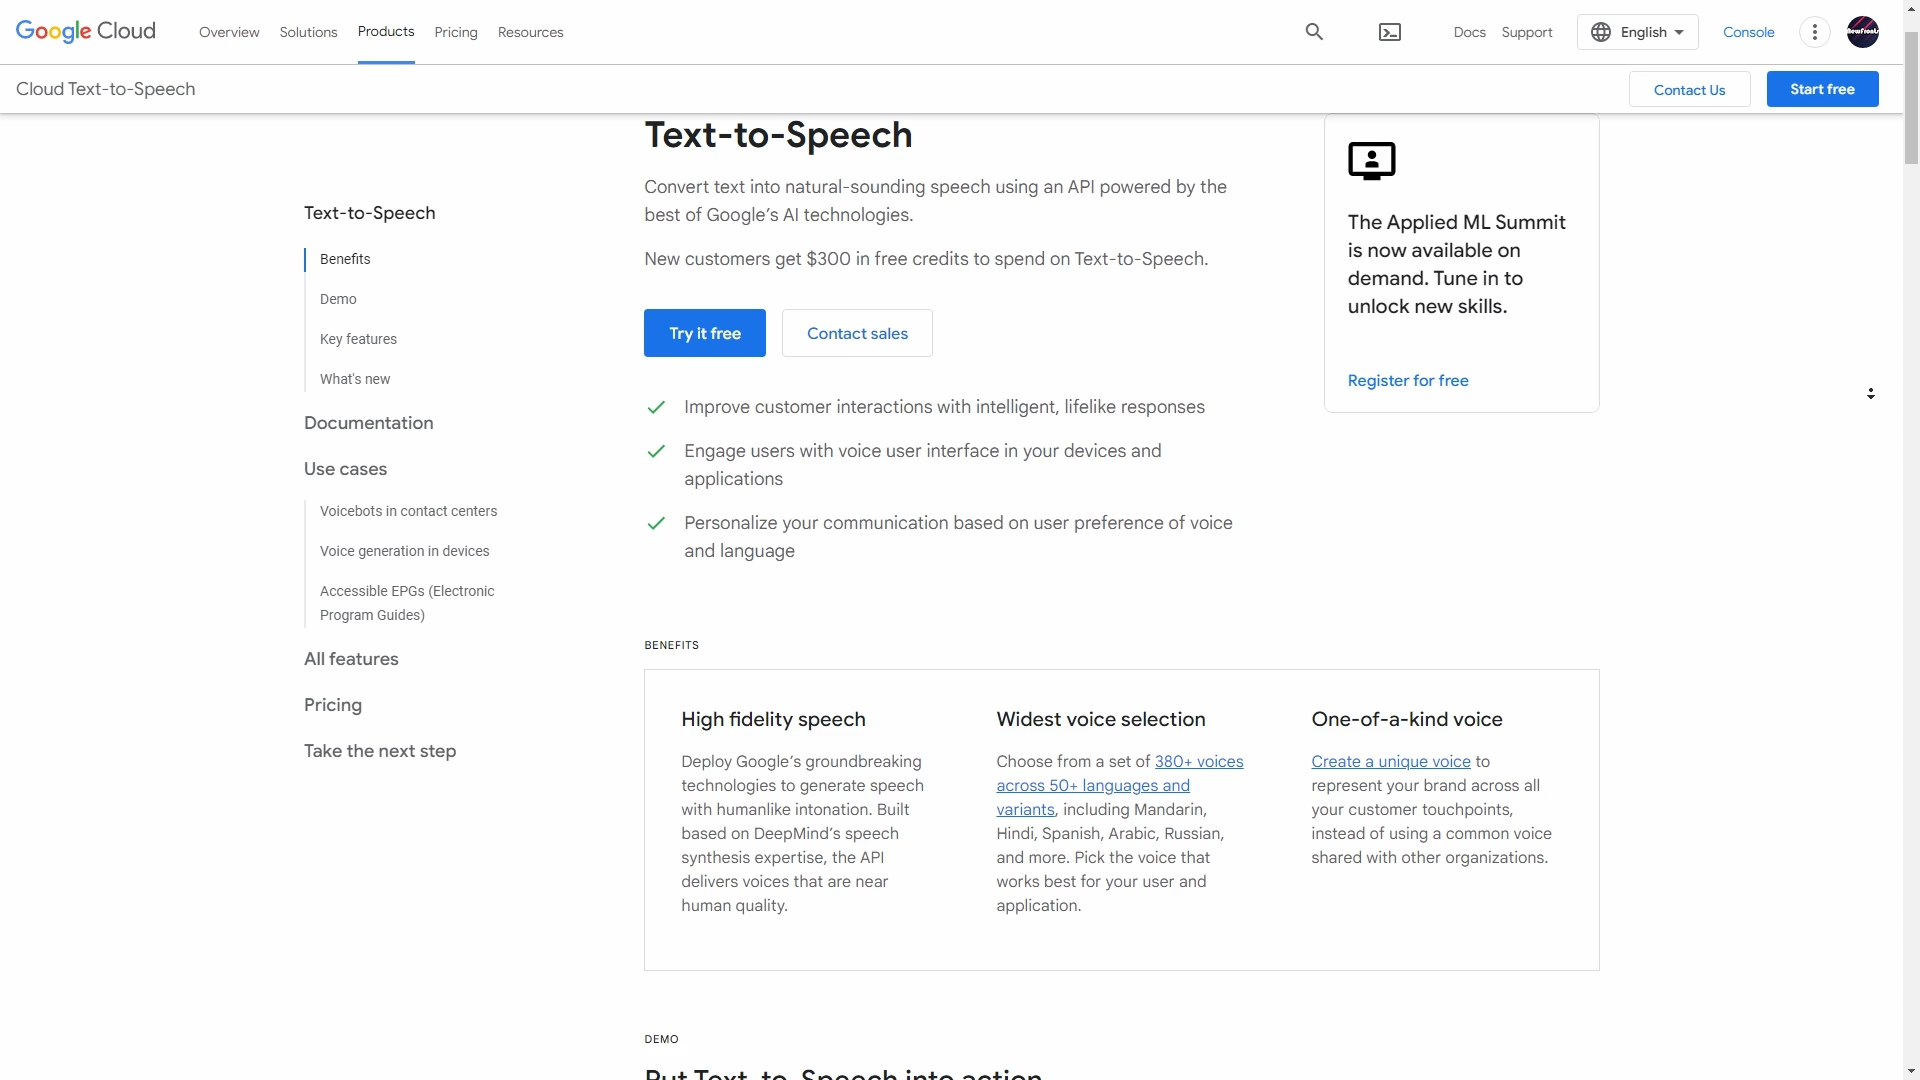 Google Cloud
Overview
Solutions
Products
Pricing
Resources
Docs
Support
English
Console
Cloud Text-to-Speech
Contact Us
Start free
Text-to-Speech
Benefits
Demo
Key features
What's new
Documentation
Use cases
Voicebots in contact centers
Voice generation in devices
Accessible EPGs (Electronic
Program Guides)
All features
Pricing
Take the next step
Text-to-Speech
Convert text into natural-sounding speech using an API powered by the
best of Google’s AI technologies.
New customers get $300 in free credits to spend on Text-to-Speech.
Try it free
Contact sales
Improve customer interactions with intelligent, lifelike responses
Engage users with voice user interface in your devices and
applications
Personalize your communication based on user preference of voice
and language
The Applied ML Summit
is now available on
demand. Tune in to
unlock new skills.
Register for free
BENEFITS
High fidelity speech
Deploy Google’s groundbreaking
technologies to generate speech
with humanlike intonation. Built
based on DeepMind’s speech
synthesis expertise, the API
delivers voices that are near
human quality.
Widest voice selection
Choose from a set of 380+ voices
across 50+ languages and
variants, including Mandarin,
Hindi, Spanish, Arabic, Russian,
and more. Pick the voice that
works best for your user and
application.
One-of-a-kind voice
Create a unique voice to
represent your brand across all
your customer touchpoints,
instead of using a common voice
shared with other organizations.
DEMO
Put Text-to-Speech into action